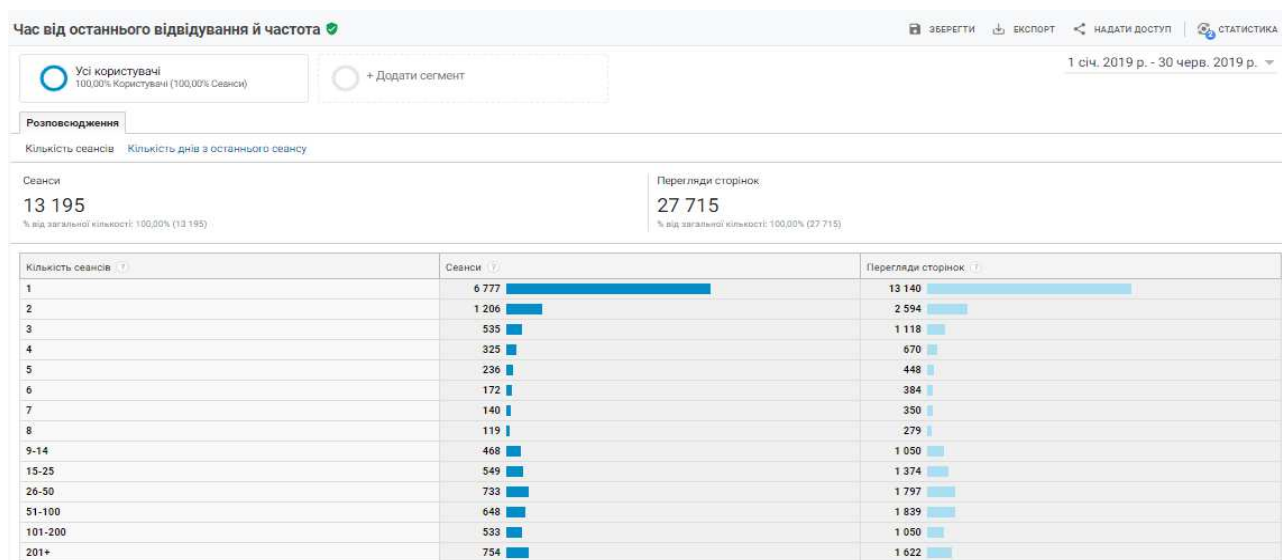 Час від останнього відвідування й частота
ЗБЕРЕГТИ ЕКСПОРТ НАДАТИ ДОСТУП СТАТИСТИКА
Усі користувачі
100,00% Користувачі (100,00% Сеанси)
+ Додати сегмент
1 січ. 2019 р. - 30 черв. 2019 р.
Розповсюдження
Кількість сеансів Кількість днів з останнього сеансу
Сеанси Перегляди сторінок
13 195 27 715
% від загальної кількості: 100,00% (13 195) % від загальної кількості: 100,00% (27 715)
Кількість сеансів ? Сеанси ? Перегляди сторінок ?
1 6 777 13 140
2 1 206 2 594
3 535 1 118
4 325 670
5 236 448
6 172 384
7 140 350
8 119 279
9-14 468 1 050
15-25 549 1 374
26-50 733 1 797
51-100 648 1 839
101-200 533 1 050
201+ 754 1 622